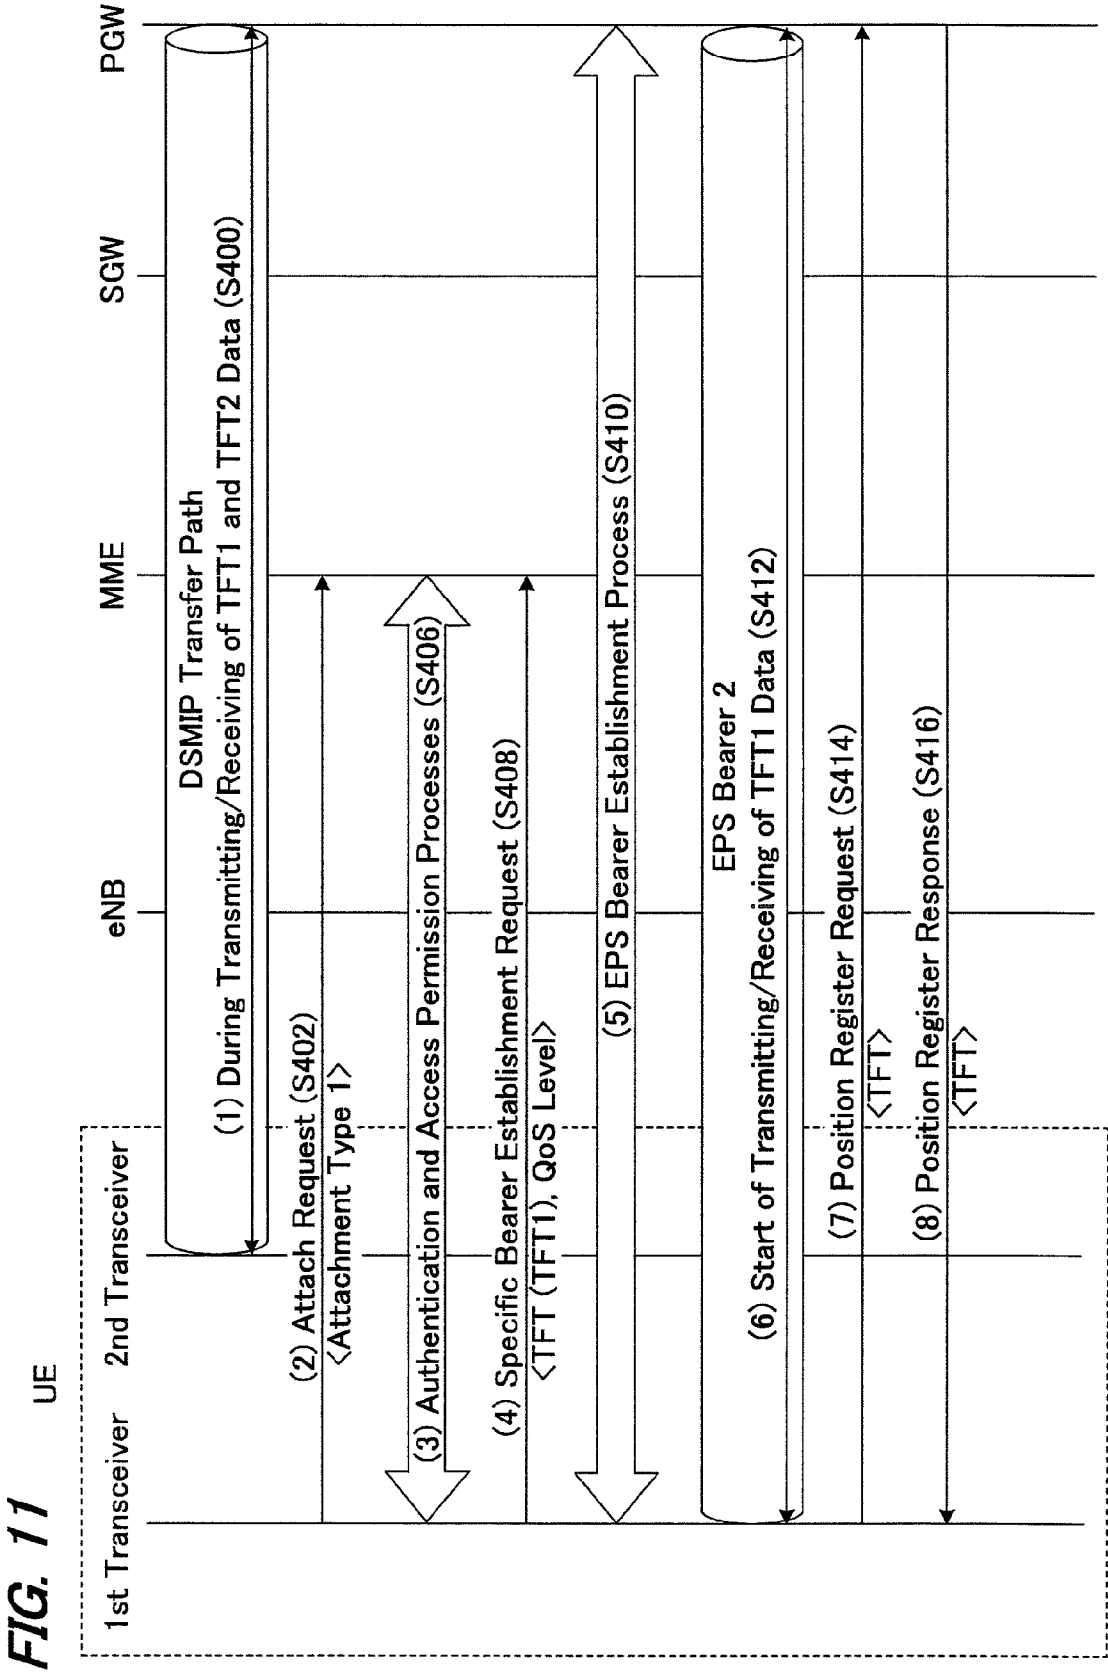 FIG. 11
UE
1st Transceiver
2nd Transceiver
eNB
MME
SGW
PGW
DSMIP Transfer Path
(1) During Transmitting/Receiving of TFT1 and TFT2 Data (S400)
(2) Attach Request (S402)
<Attachment Type 1>
(3) Authentication and Access Permission Processes (S406)
(4) Specific Bearer Establishment Request (S408)
<TFT (TFT1), QoS Level>
(5) EPS Bearer Establishment Process (S410)
EPS Bearer 2
(6) Start of Transmitting/Receiving of TFT1 Data (S412)
(7) Position Register Request (S414)
<TFT>
(8) Position Register Response (S416)
<TFT>